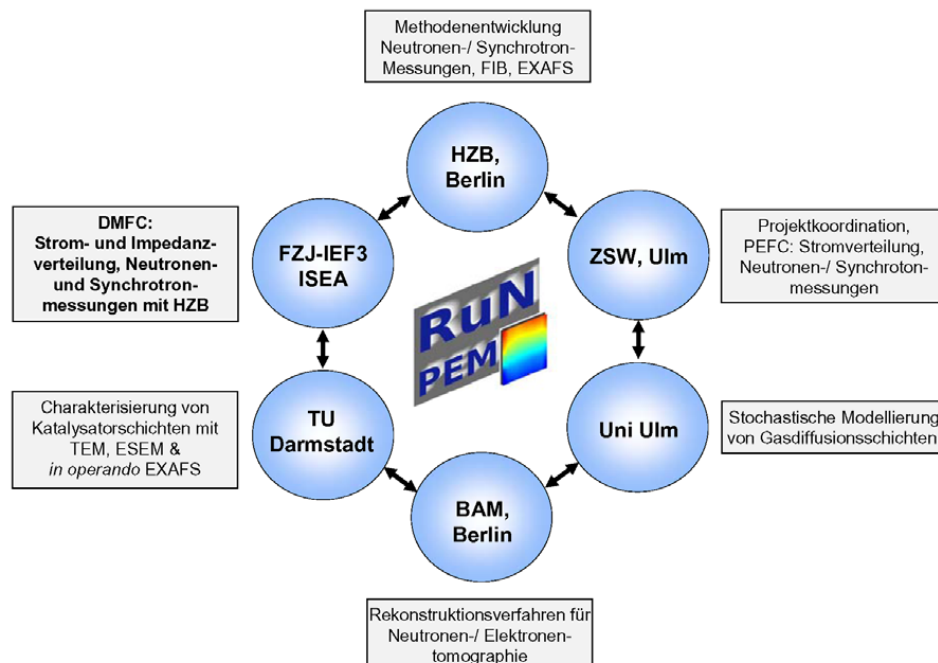 Methodenentwicklung
Neutronen-/ Synchrotron-
Messungen, FIB, EXAFS
HZB,
Berlin
DMFC:
Strom- und Impedanz-
verteilung, Neutronen-
und Synchrotron-
messungen mit HZB
FZJ-IEF3
ISEA
ZSW, Ulm
Projektkoordination,
PEFC: Stromverteilung,
Neutronen-/ Synchroton-
messungen
RuN
PEM
Charakterisierung von
Katalysatorschichten mit
TEM, ESEM &
in operando EXAFS
TU
Darmstadt
Uni Ulm
Stochastische Modellierung
von Gasdiffusionsschichten
BAM,
Berlin
Rekonstruktionsverfahren für
Neutronen-/ Elektronen-
tomographie